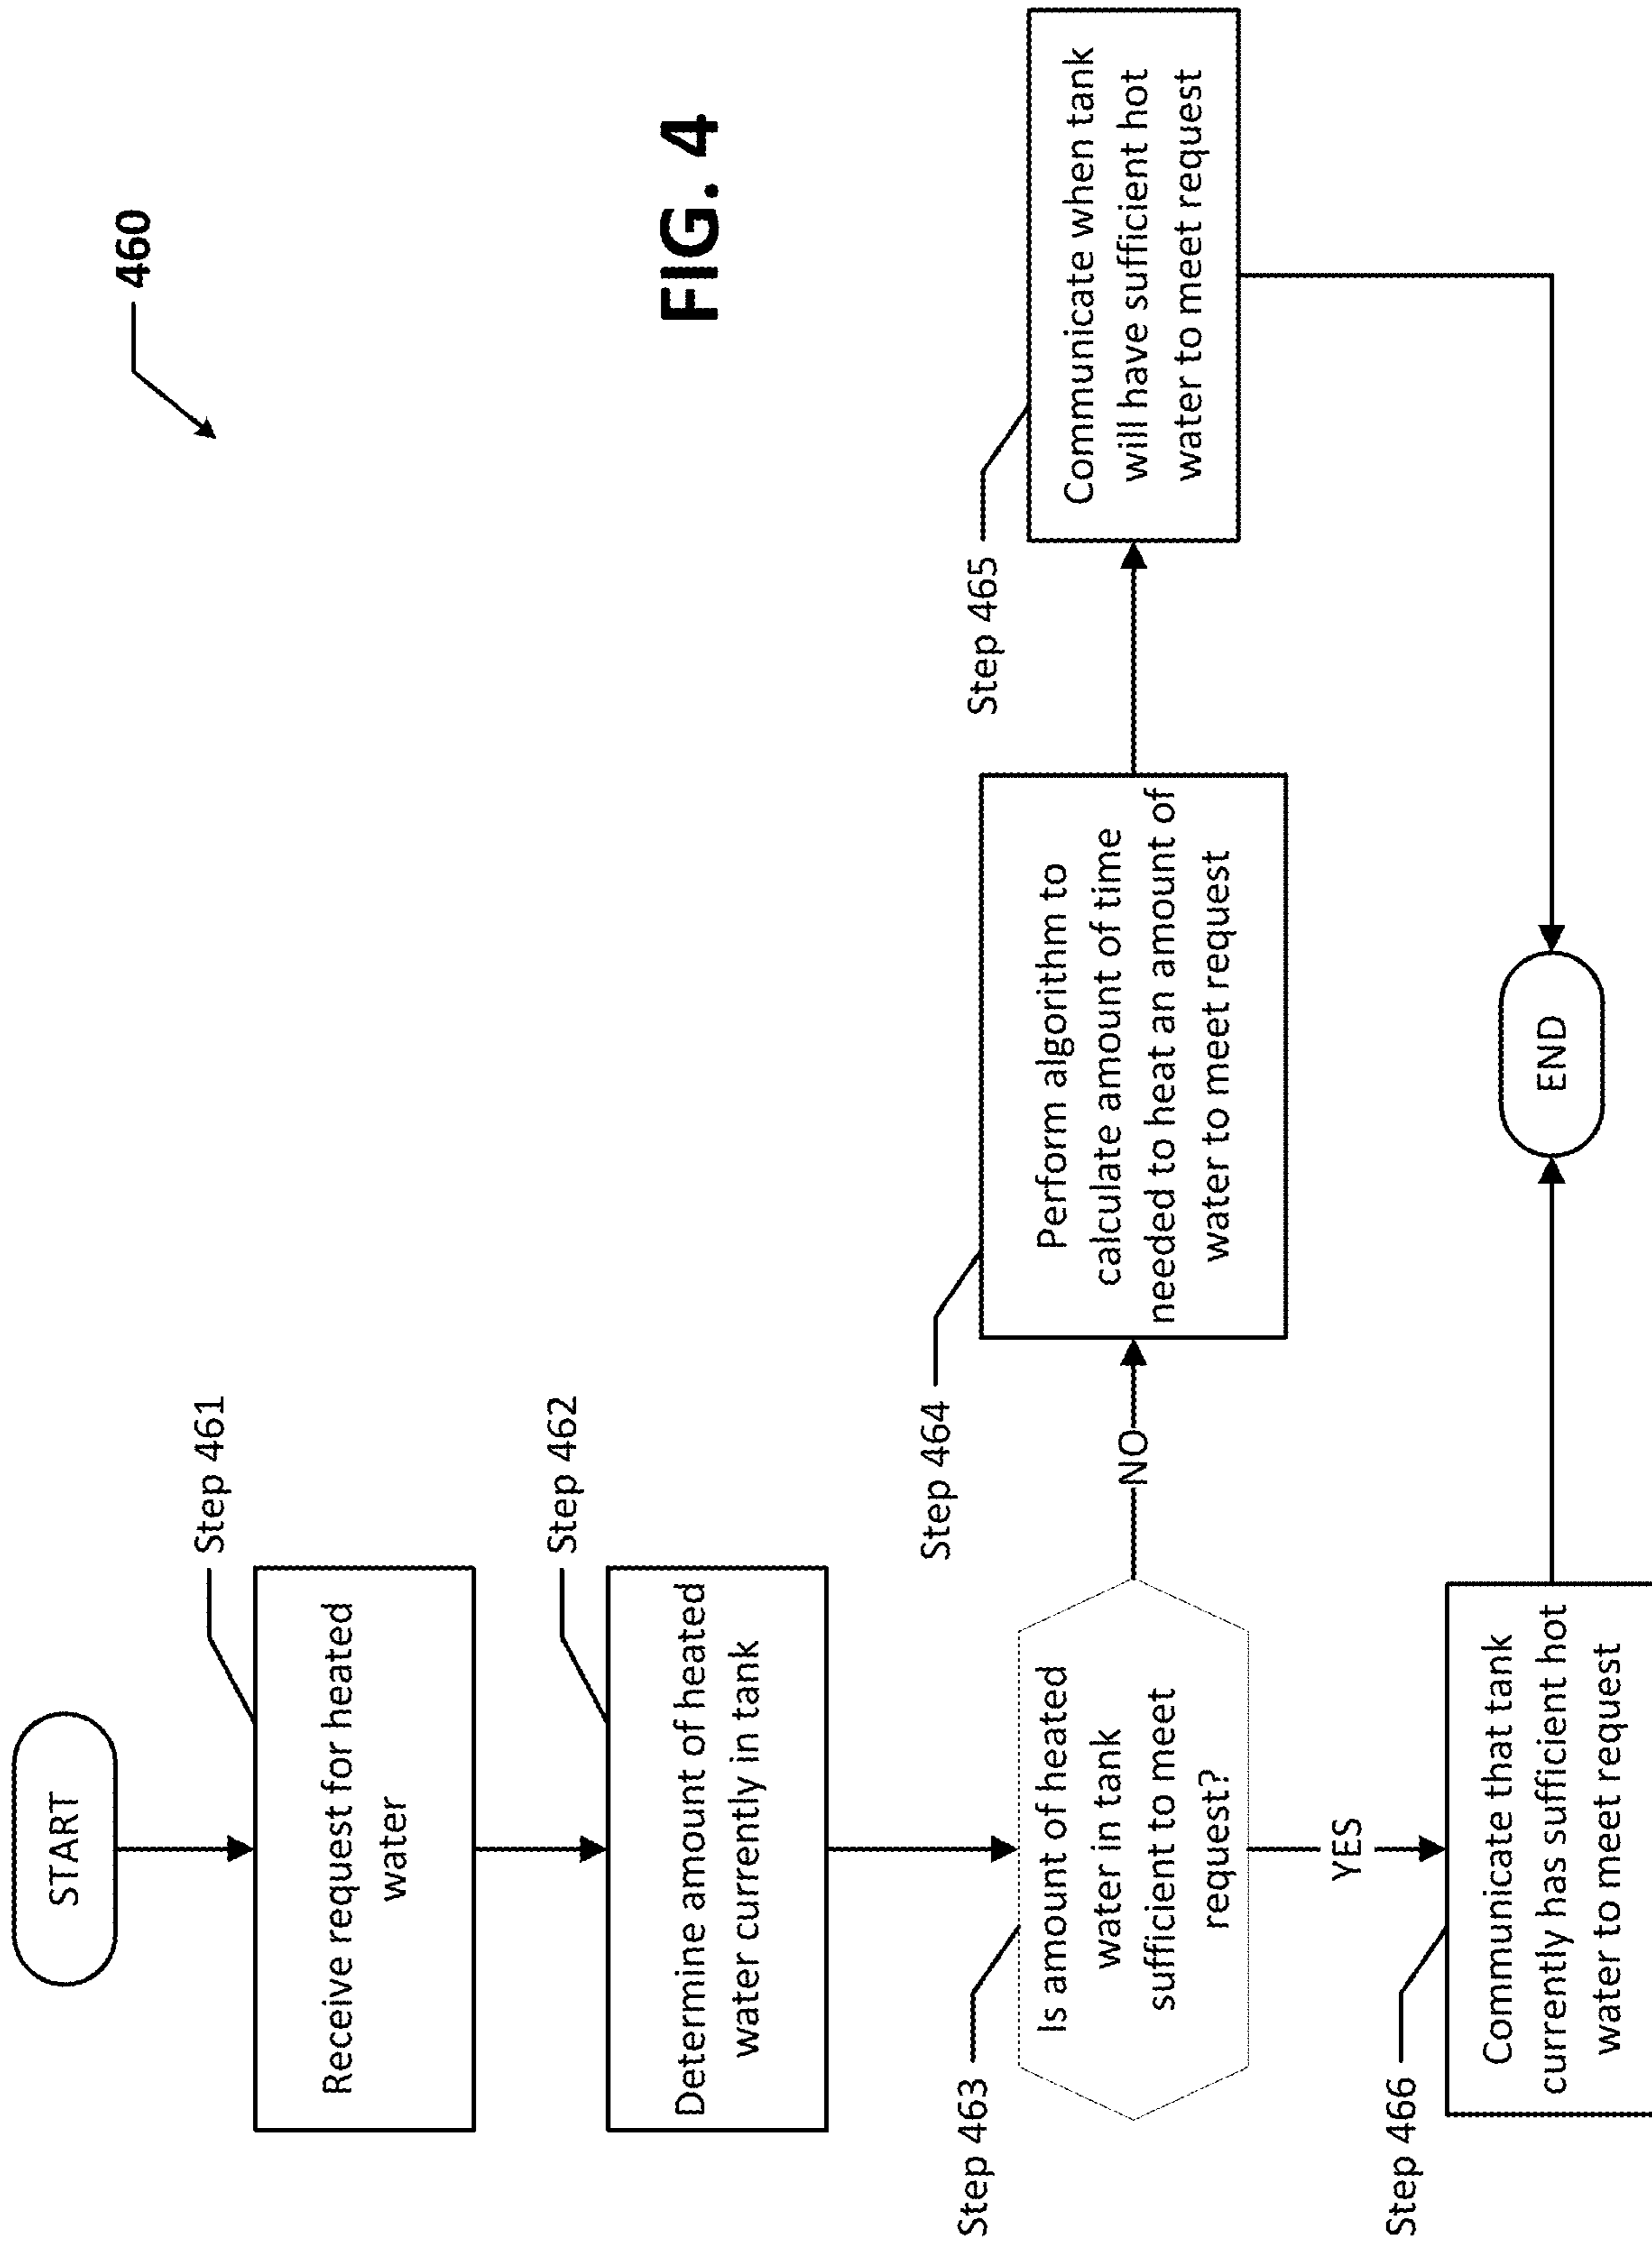 460
START
Step 461
Receive request for heated
water
Step 462
Determine amount of heated
water currently in tank
FIG. 4
Step 463
Is amount of heated
water in tank
sufficient to meet
request?
NO
Step 464
Perform algorithm to
calculate amount of time
needed to heat an amount of
water to meet request
Step 465
Communicate when tank
will have sufficient hot
water to meet request
YES
Step 466
Communicate that tank
currently has sufficient hot
water to meet request
END